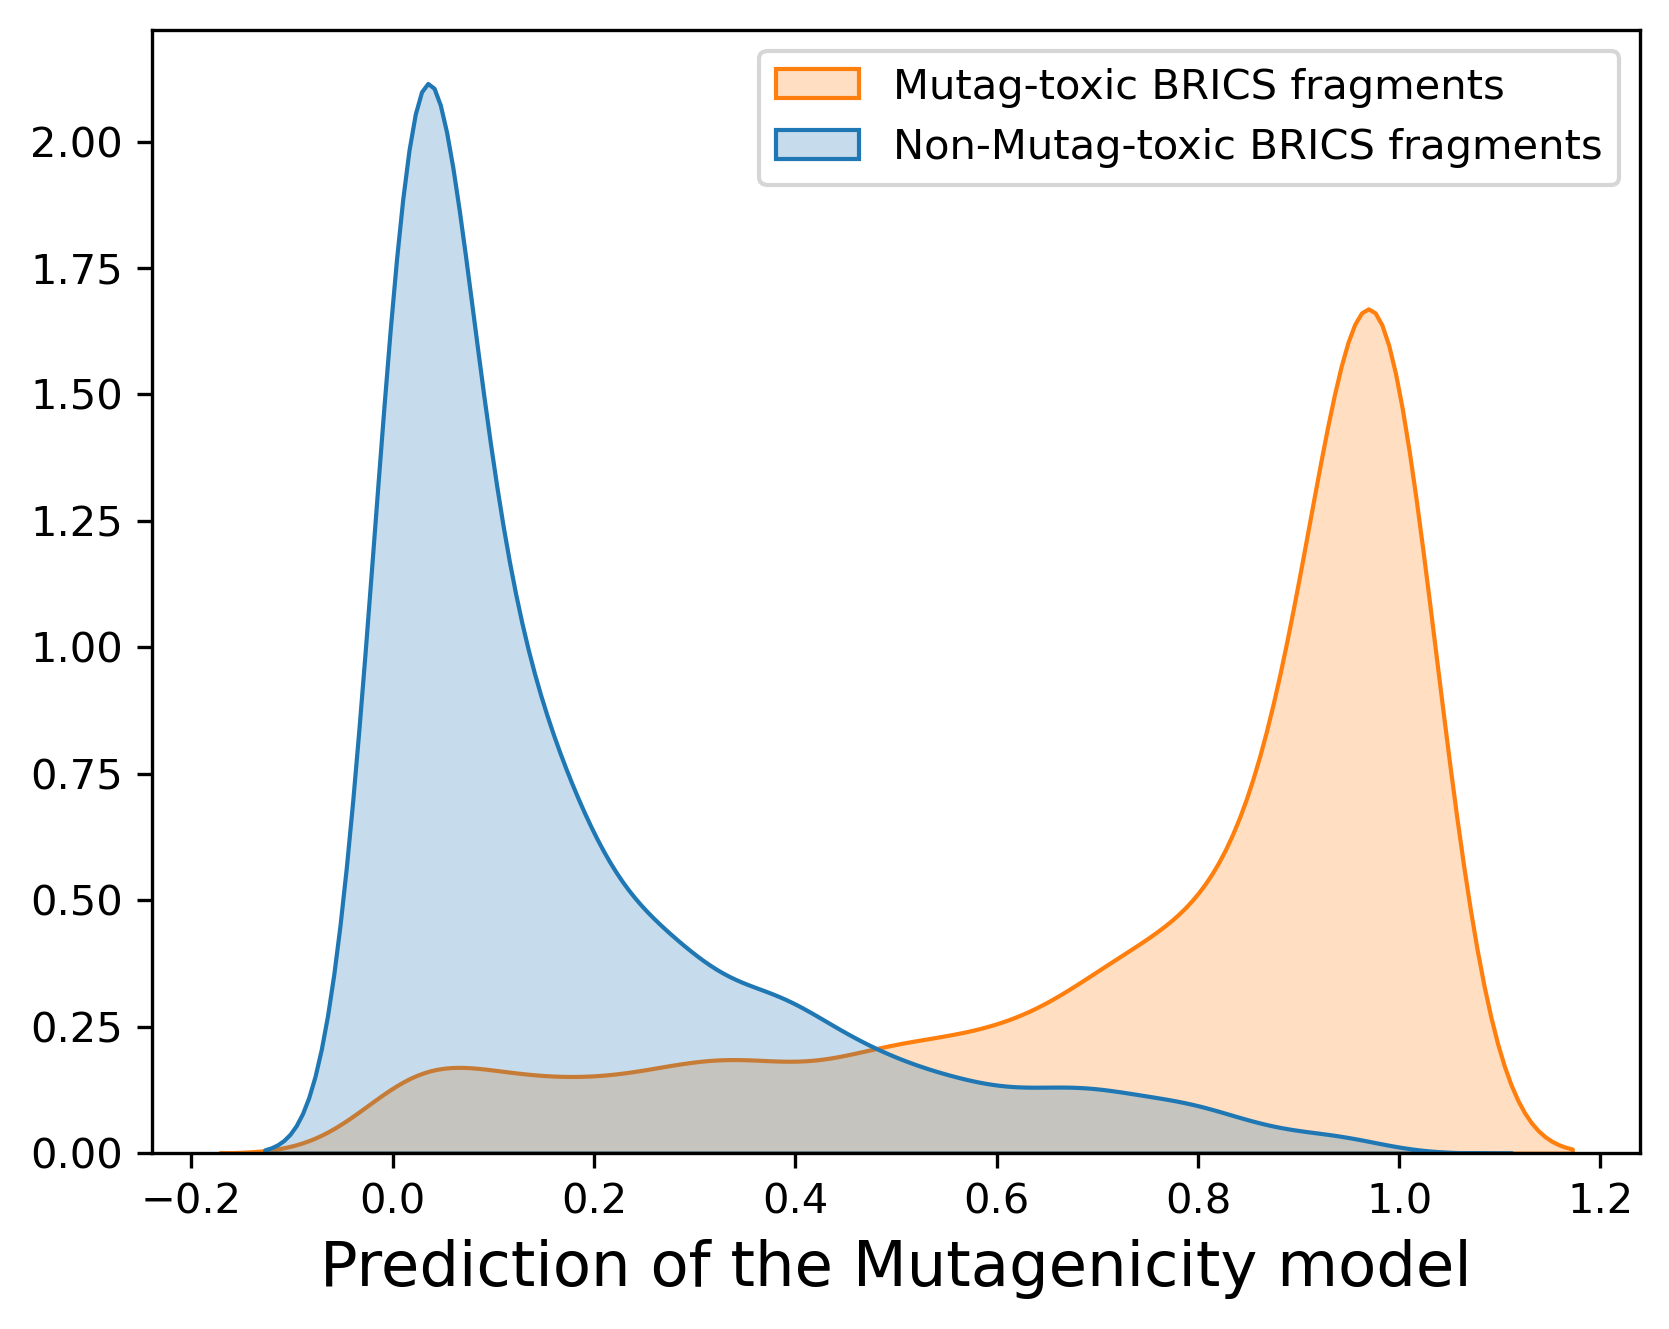 Mutag-toxic BRICS fragments
Non-Mutag-toxic BRICS fragments
2.00
1.75
1.50
1.25
1.00
0.75
0.50
0.25
0.00
−0.2 0.0 0.2 0.4 0.6 0.8 1.0 1.2
Prediction of the Mutagenicity model